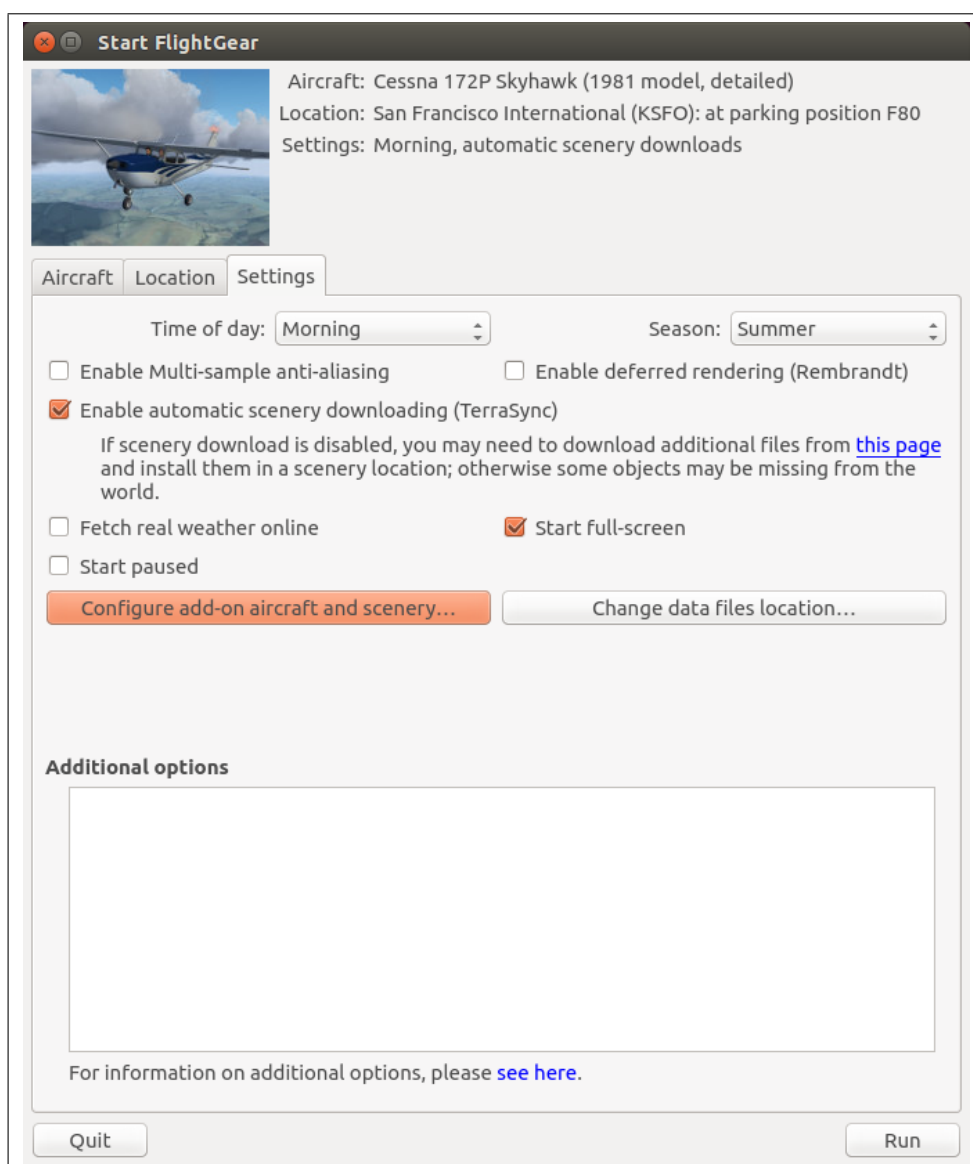 Start FlightGear
Aircraft: Cessna 172P Skyhawk (1981 model, detailed)
Location: San Francisco International (KSFO): at parking position F80
Settings: Morning, automatic scenery downloads
Aircraft Location Settings
Time of day: Morning Season: Summer
Enable Multi-sample anti-aliasing Enable deferred rendering (Rembrandt)
Enable automatic scenery downloading (TerraSync)
If scenery download is disabled, you may need to download additional files from this page
and install them in a scenery location; otherwise some objects may be missing from the
world.
Fetch real weather online Start full-screen
Start paused
Configure add-on aircraft and scenery... Change data files location...
Additional options
For information on additional options, please see here.
Quit Run